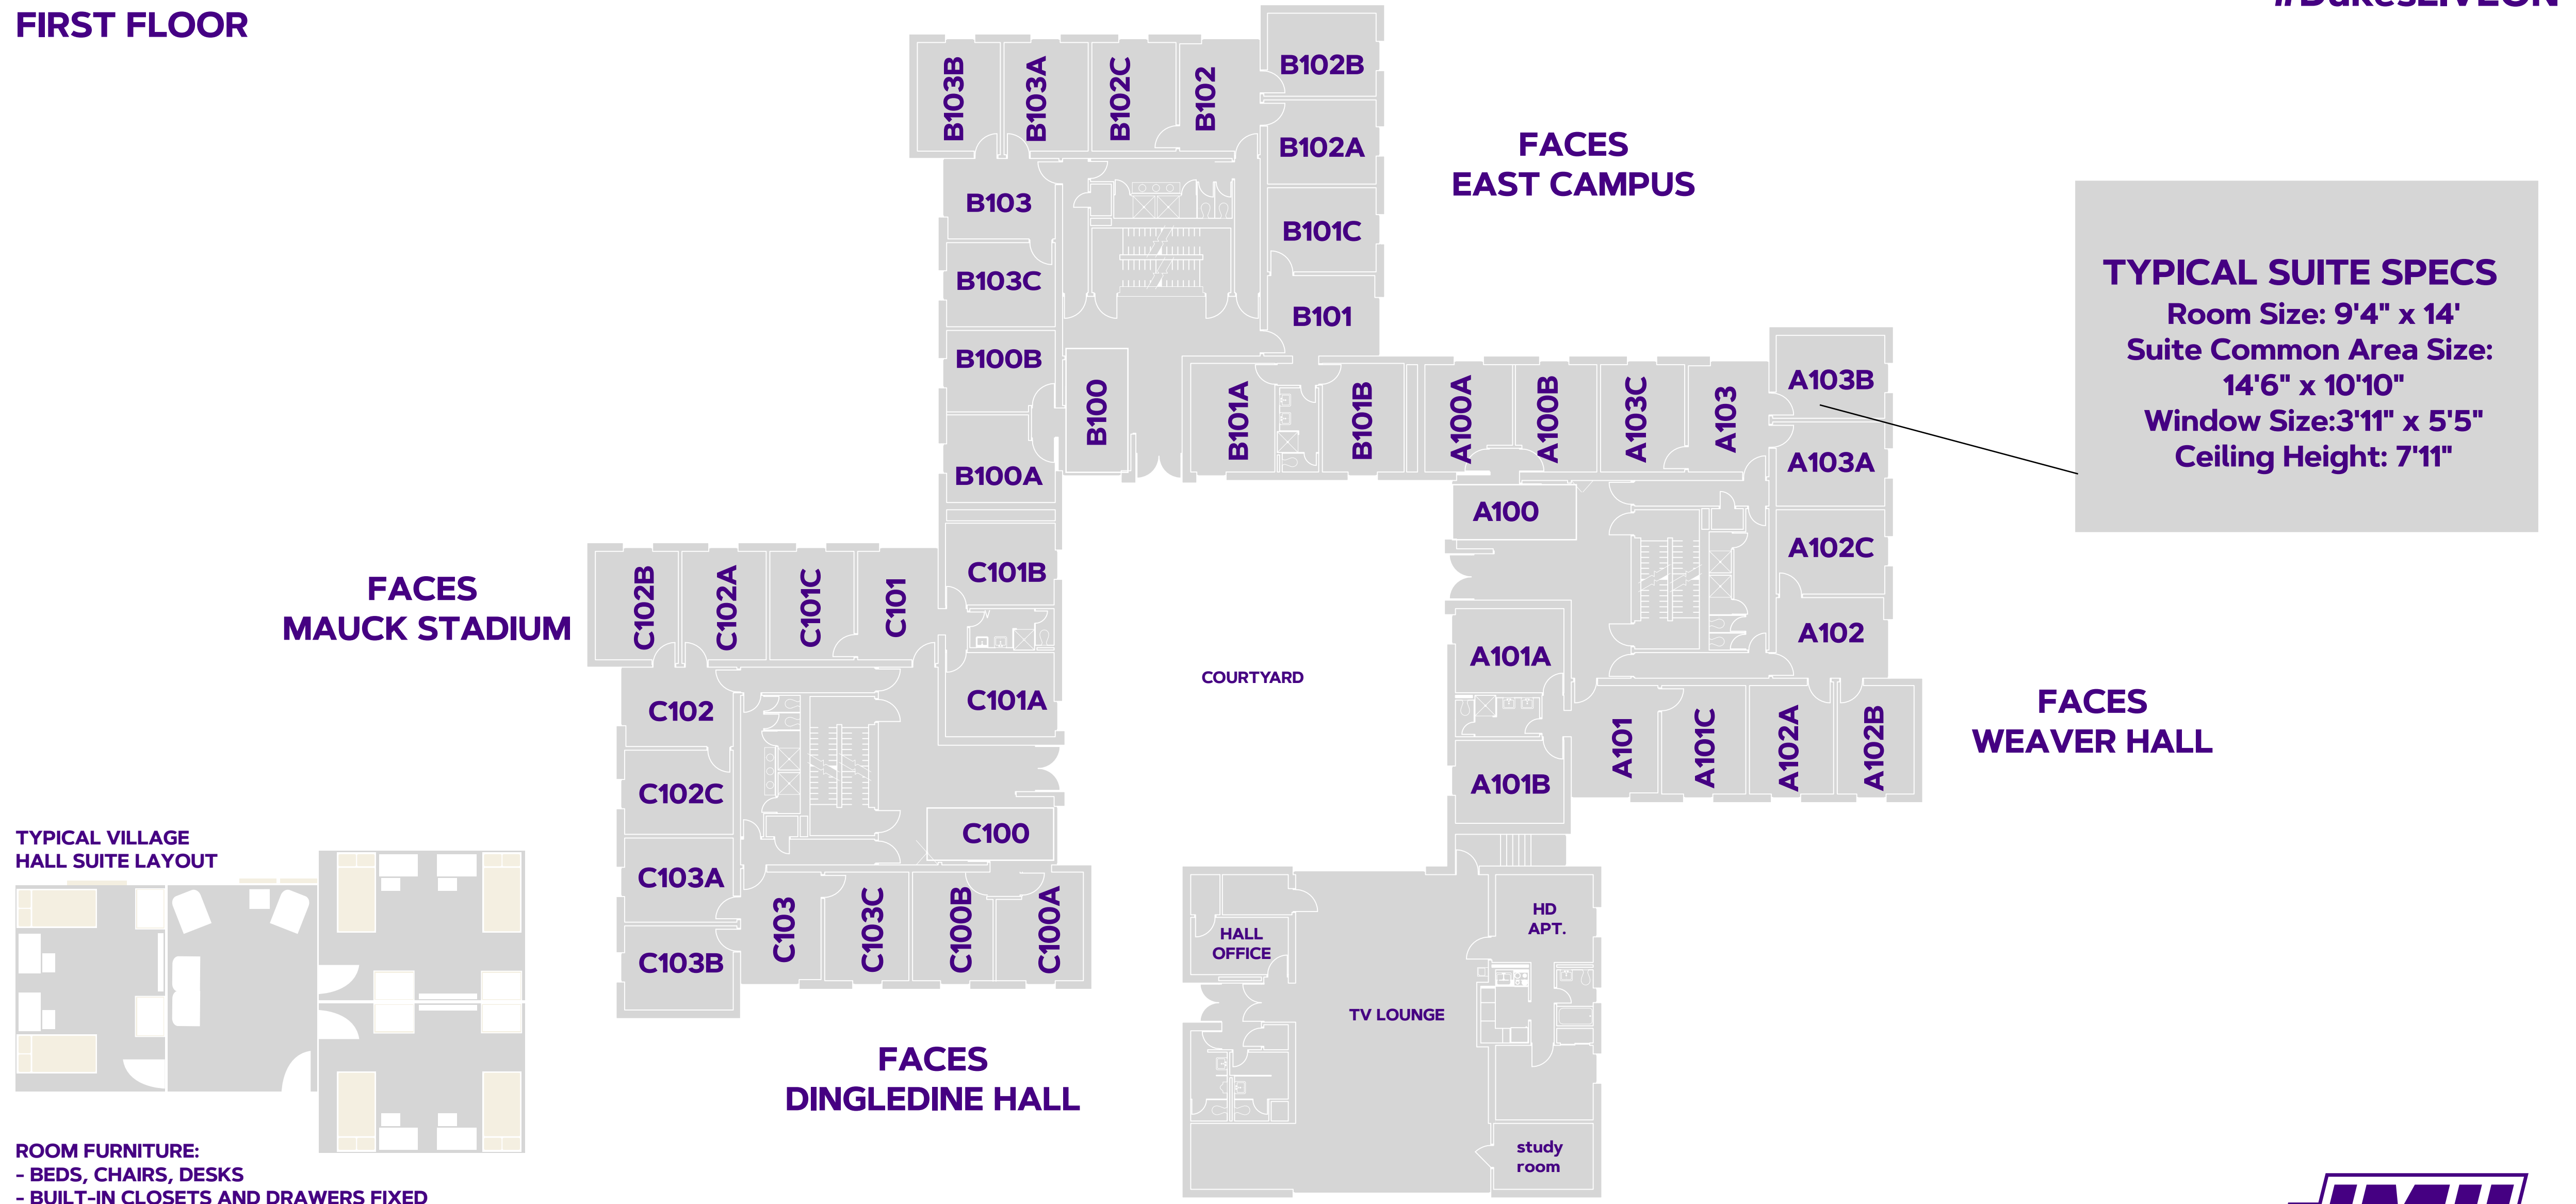 FIRST FLOOR
#DukesLIVEON
B103B
B103A
B102C
B102
B102B
B102A
B103
B101C
B103C
B101
B100B
B100
B100A
B101A
B101B
A100A
A100B
A103C
A103
A103B
A103A
A100
A102C
A102
A101A
A101B
A101
A101C
A102A
A102B
FACES
EAST CAMPUS
TYPICAL SUITE SPECS
Room Size: 9'4" x 14'
Suite Common Area Size:
14'6" x 10'10"
Window Size:3'11" x 5'5"
Ceiling Height: 7'11"
FACES
MAUCK STADIUM
C102B
C102A
C101C
C101
C101B
C101A
C102
C102C
C103A
C103B
C100
C103
C103C
C100B
C100A
COURTYARD
FACES
WEAVER HALL
TYPICAL VILLAGE
HALL SUITE LAYOUT
FACES
DINGLEDINE HALL
HALL
OFFICE
HD
APT.
TV LOUNGE
study
room
ROOM FURNITURE:
- BEDS, CHAIRS, DESKS
- BUILT-IN CLOSETS AND DRAWERS FIXED
JMU